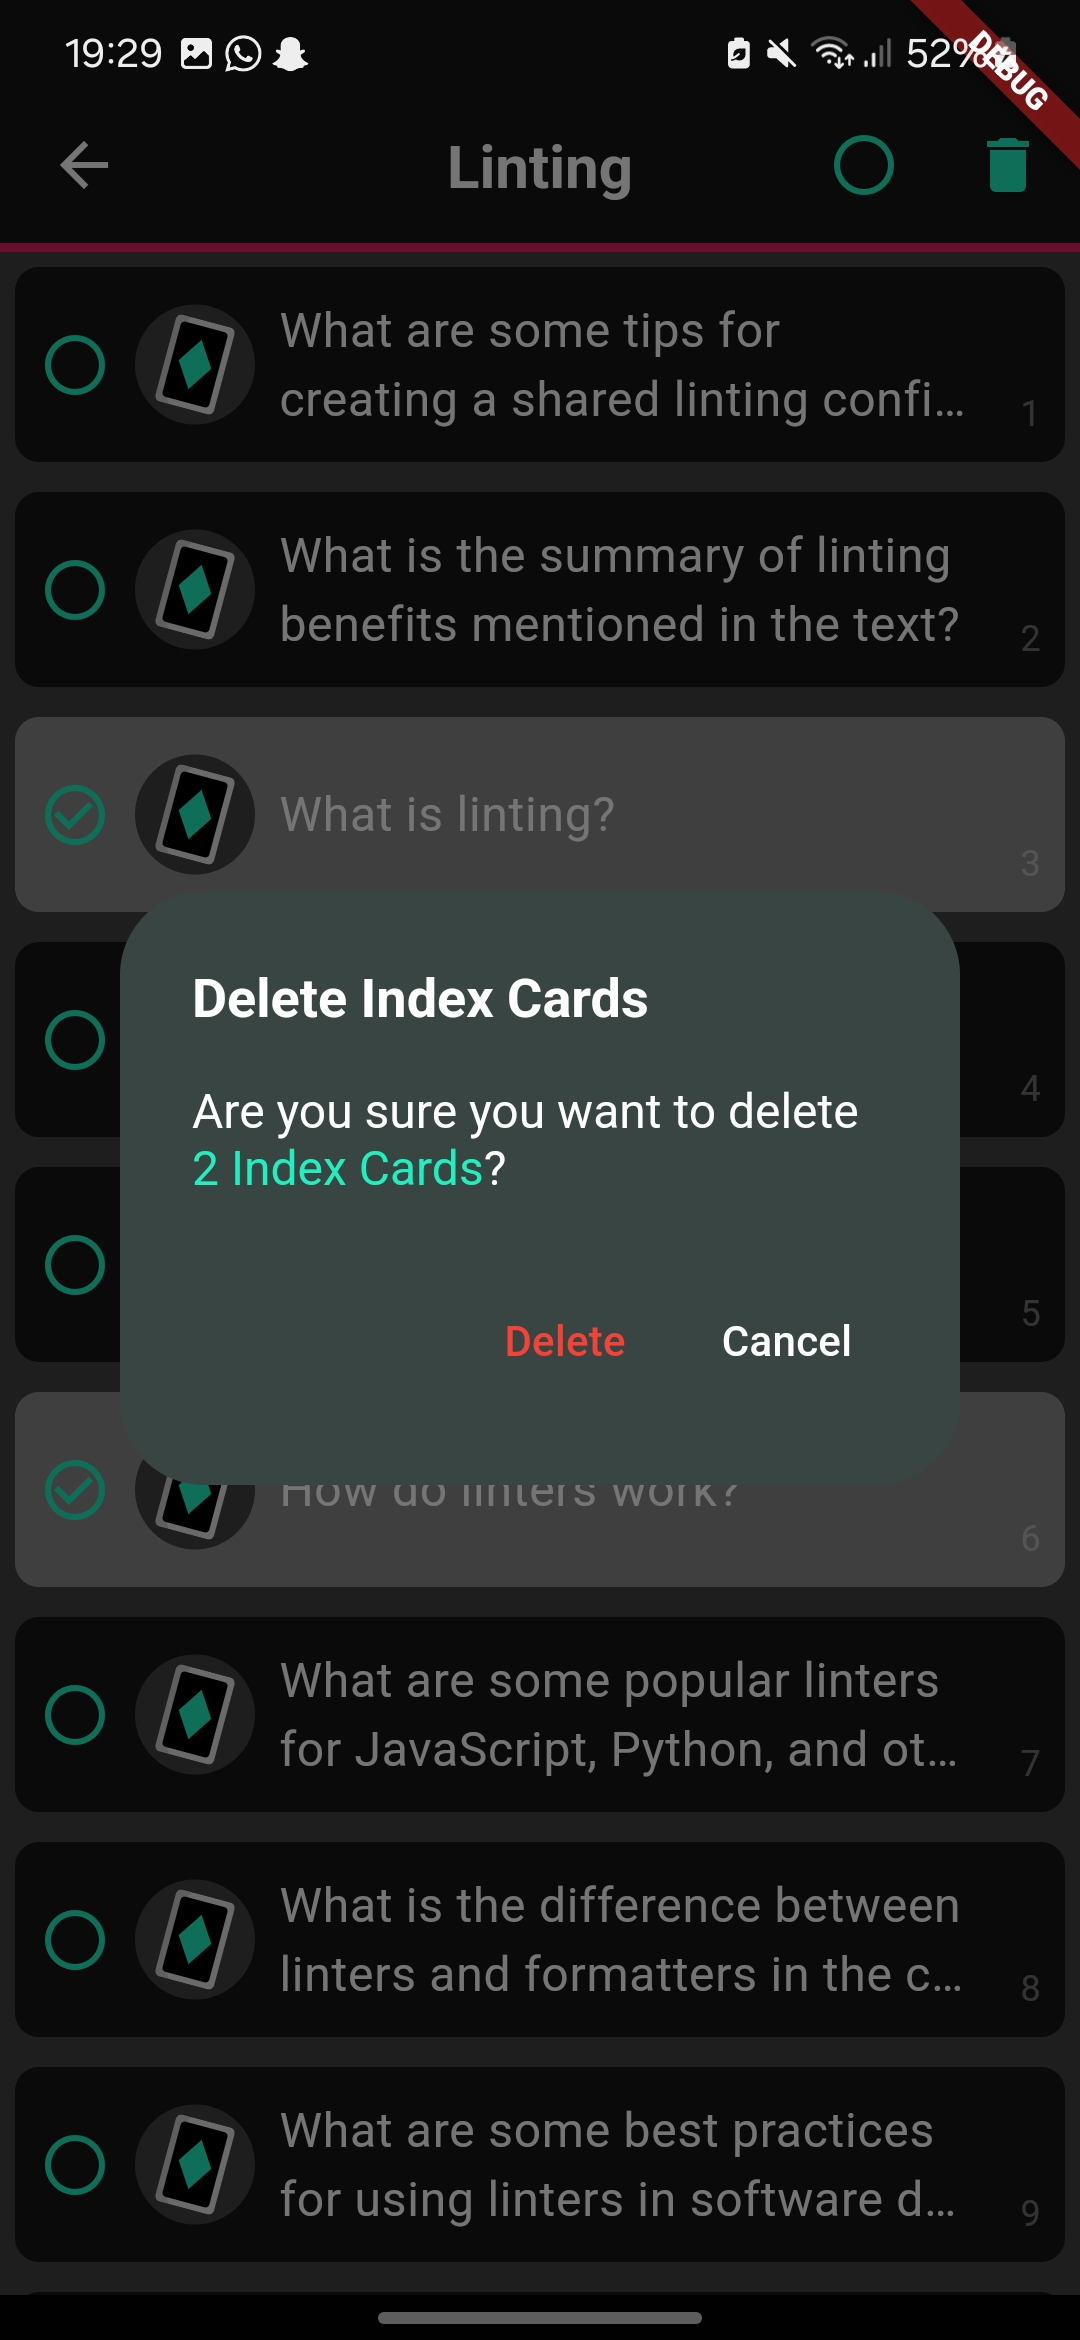 19:29
52%
DEBUG
Linting
What are some tips for
creating a shared linting confi...
1
What is the summary of linting
benefits mentioned in the text?
2
What is linting?
3
Delete Index Cards
Are you sure you want to delete
2 Index Cards?
Delete
Cancel
4
5
How do linters work?
6
What are some popular linters
for JavaScript, Python, and ot...
7
What is the difference between
linters and formatters in the c...
8
What are some best practices
for using linters in software d...
9